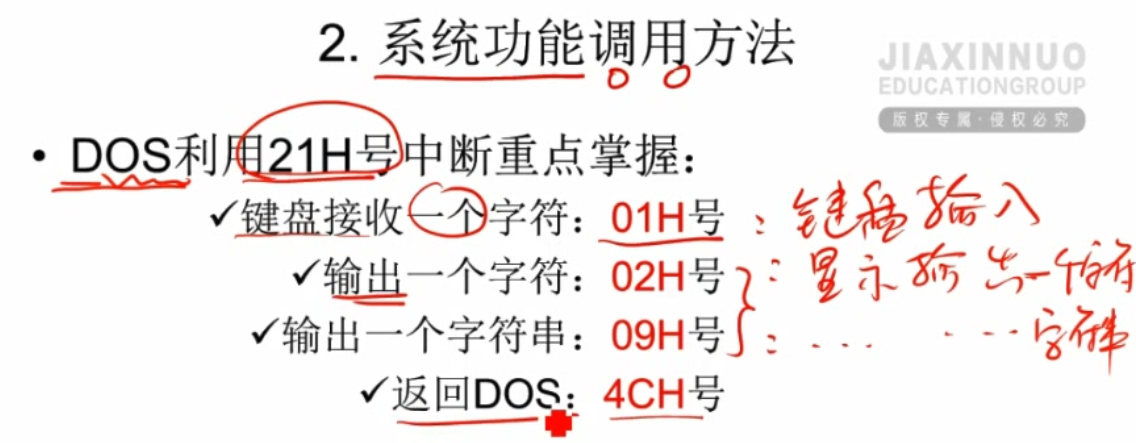 2. 系统功能调用方法
JIAXINNUO
EDUCATIONGROUP
版权专属·侵权必究
• DOS利用21H号中断重点掌握：
✓键盘接收一个字符：01H号 ：键盘输入
✓输出一个字符：02H号 ：显示输出一个字符
✓输出一个字符串：09H号 ：... ...字符串
✓返回DOS：4CH号